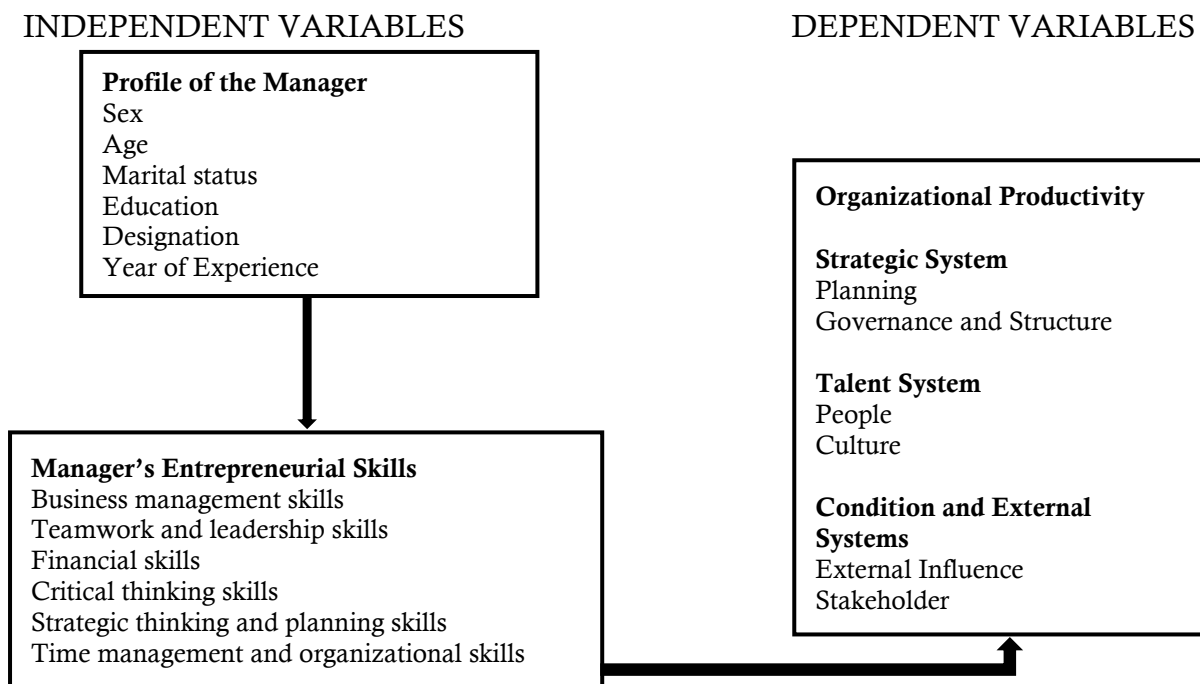 INDEPENDENT VARIABLES
Profile of the Manager
Sex
Age
Marital status
Education
Designation
Year of Experience
Manager’s Entrepreneurial Skills
Business management skills
Teamwork and leadership skills
Financial skills
Critical thinking skills
Strategic thinking and planning skills
Time management and organizational skills
DEPENDENT VARIABLES
Organizational Productivity
Strategic System
Planning
Governance and Structure
Talent System
People
Culture
Condition and External
Systems
External Influence
Stakeholder